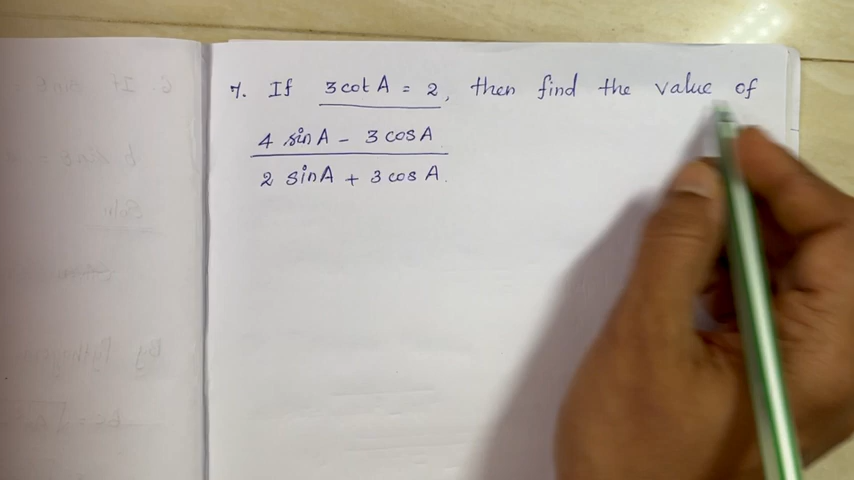 7. If 3 cot A = 2, then find the value of
4 sin A - 3 cos A
2 sin A + 3 cos A.